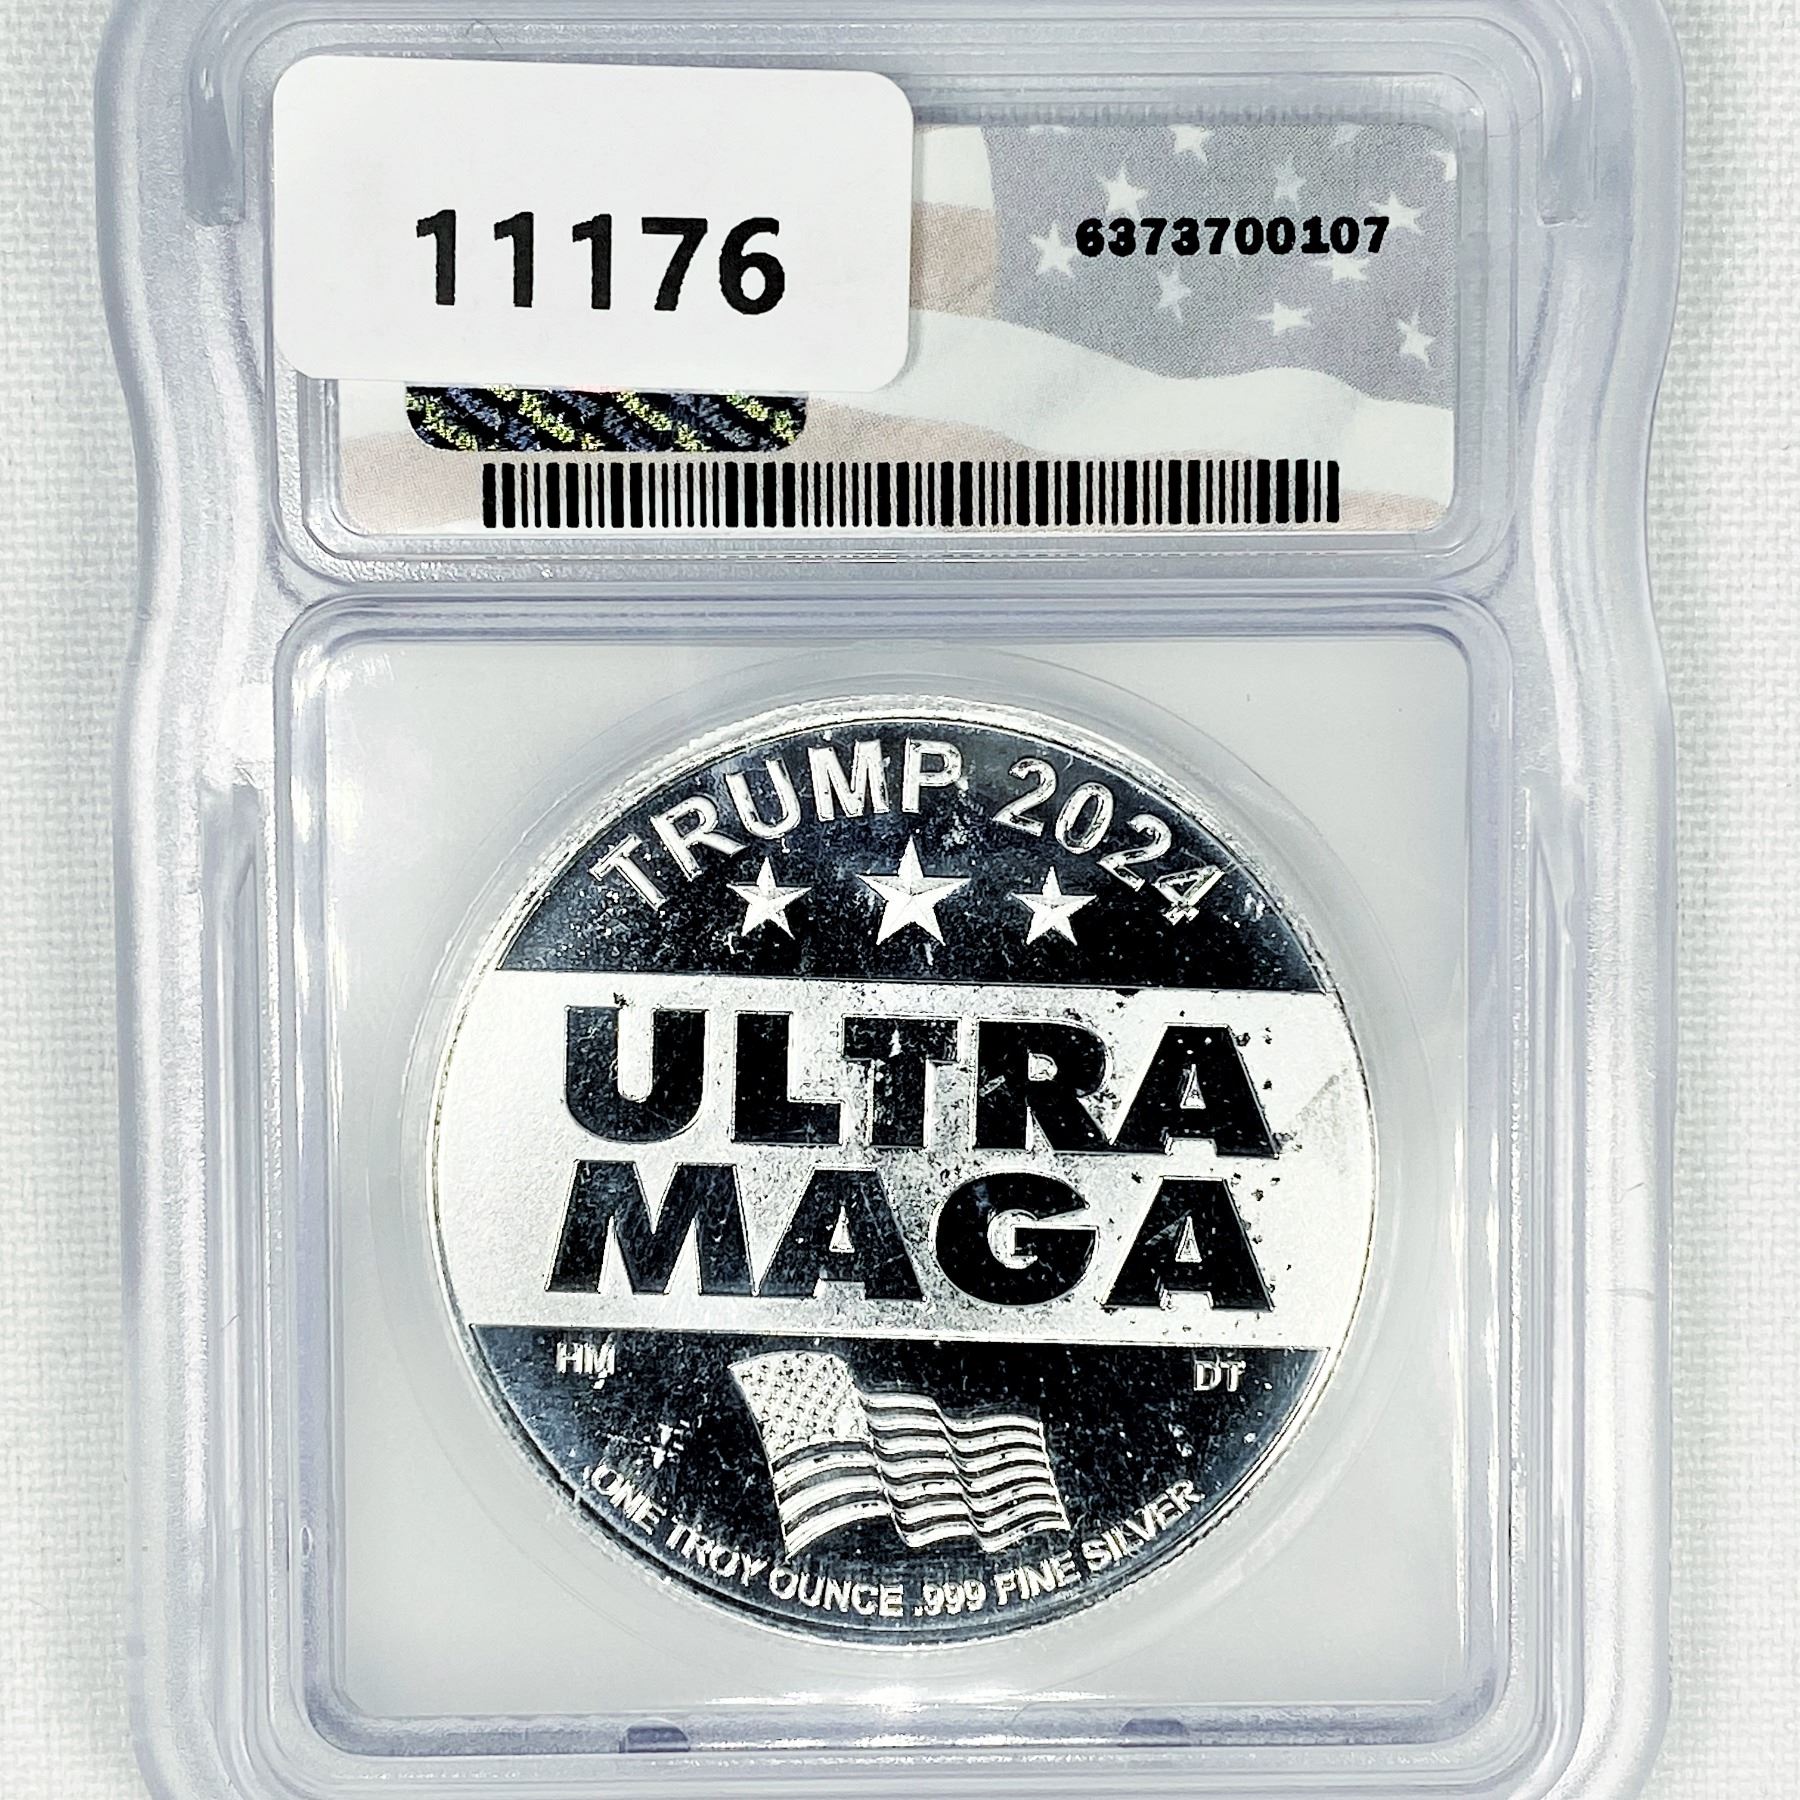 11176
6373700107
TRUMP 2024
ULTRA
MAGA
HM
DT
ONE TROY OUNCE .999 FINE SILVER